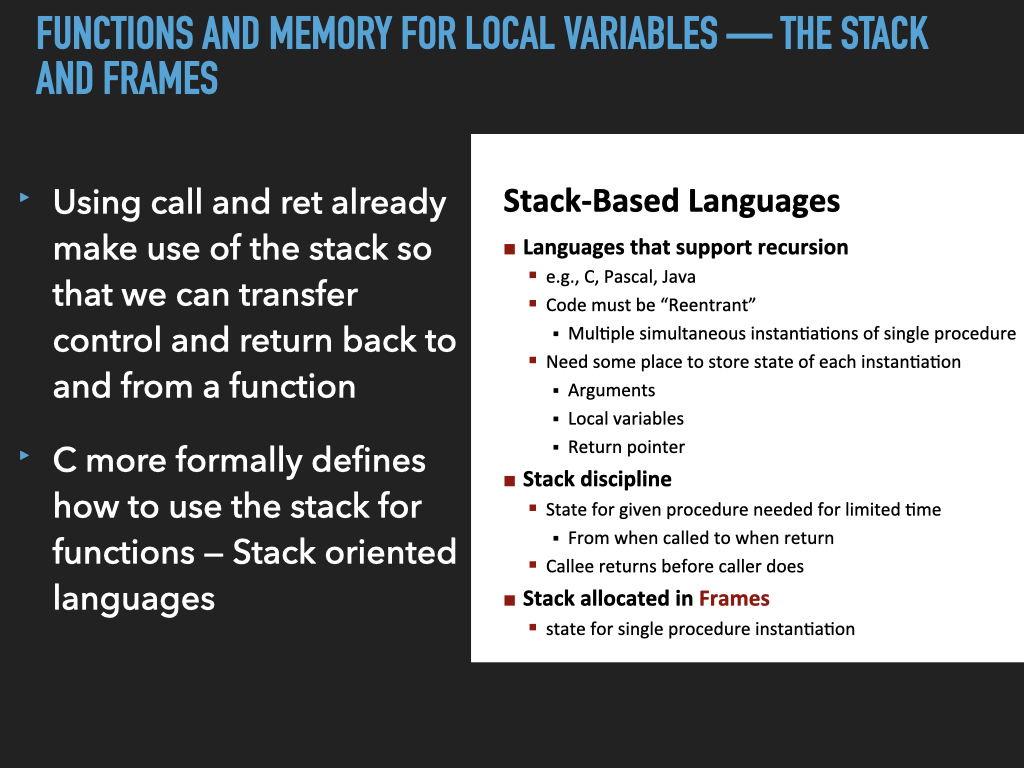 FUNCTIONS AND MEMORY FOR LOCAL VARIABLES — THE STACK
AND FRAMES
‣ Using call and ret already
make use of the stack so
that we can transfer
control and return back to
and from a function
‣ C more formally defines
how to use the stack for
functions – Stack oriented
languages
Stack-Based Languages
■ Languages that support recursion
▪ e.g., C, Pascal, Java
▪ Code must be “Reentrant”
▪ Multiple simultaneous instantiations of single procedure
▪ Need some place to store state of each instantiation
▪ Arguments
▪ Local variables
▪ Return pointer
■ Stack discipline
▪ State for given procedure needed for limited time
▪ From when called to when return
▪ Callee returns before caller does
■ Stack allocated in Frames
▪ state for single procedure instantiation